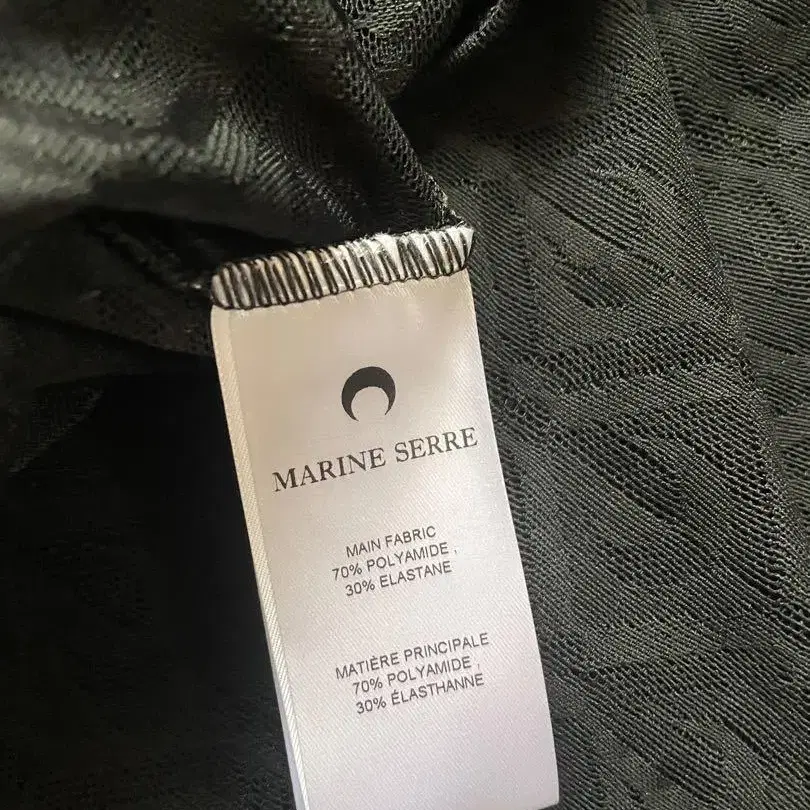 MARINE SERRE
MAIN FABRIC
70% POLYAMIDE ,
30% ELASTANE
MATIÈRE PRINCIPALE
70% POLYAMIDE ,
30% ÉLASTHANNE